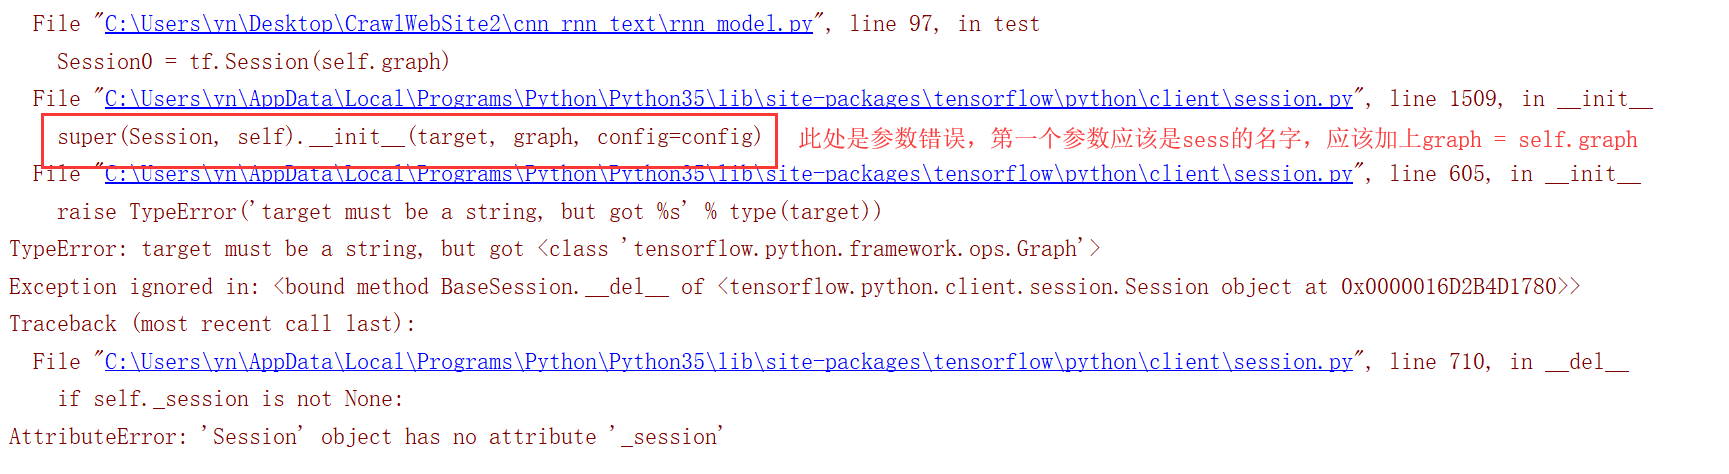 File "C:\Users\yn\Desktop\CrawlWebSite2\cnn_rnn_text\rnn_model.py", line 97, in test
Session0 = tf.Session(self.graph)
File "C:\Users\yn\AppData\Local\Programs\Python\Python35\lib\site-packages\tensorflow\python\client\session.py", line 1509, in __init__
super(Session, self).__init__(target, graph, config=config) 此处是参数错误，第一个参数应该是sess的名字，应该加上graph = self.graph
File "C:\Users\yn\AppData\Local\Programs\Python\Python35\lib\site-packages\tensorflow\python\client\session.py", line 605, in __init__
raise TypeError('target must be a string, but got %s' % type(target))
TypeError: target must be a string, but got <class 'tensorflow.python.framework.ops.Graph'>
Exception ignored in: <bound method BaseSession.__del__ of <tensorflow.python.client.session.Session object at 0x0000016D2B4D1780>>
Traceback (most recent call last):
File "C:\Users\yn\AppData\Local\Programs\Python\Python35\lib\site-packages\tensorflow\python\client\session.py", line 710, in __del__
if self._session is not None:
AttributeError: 'Session' object has no attribute '_session'